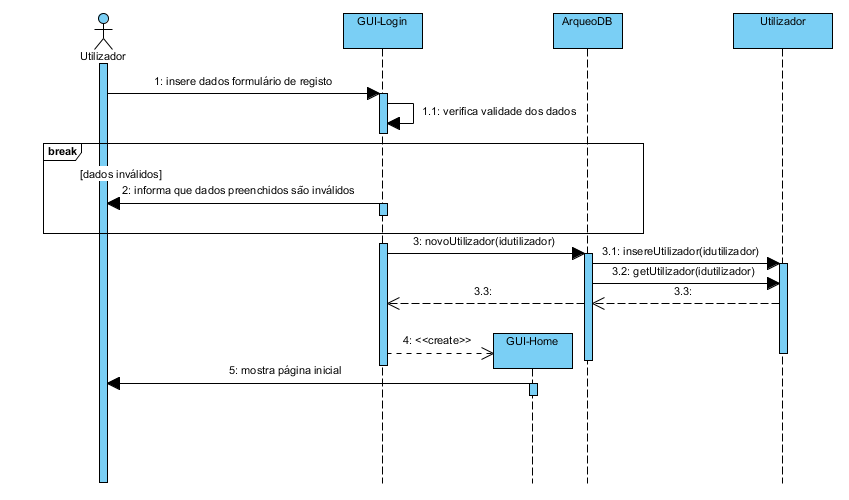 GUI-Login
ArqueoDB
Utilizador
Utilizador
1: insere dados formulário de registo
1.1: verifica validade dos dados
break
[dados inválidos]
2: informa que dados preenchidos são inválidos
3: novoUtilizador(idutilizador)
3.1: insereUtilizador(idutilizador)
3.2: getUtilizador(idutilizador)
3.3:
3.3:
4: <<create>>
GUI-Home
5: mostra página inicial